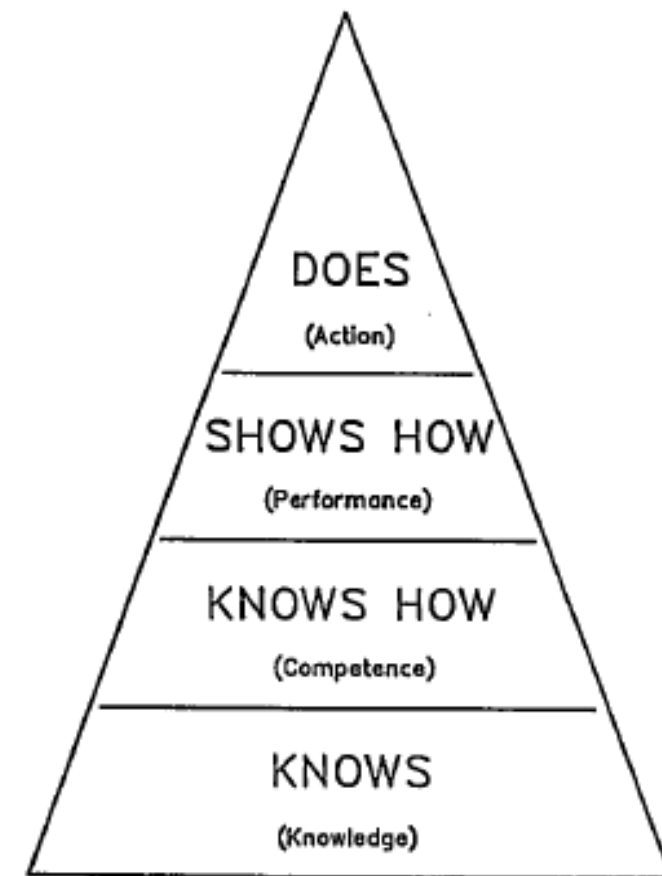 DOES
(Action)
SHOWS HOW
(Performance)
KNOWS HOW
(Competence)
KNOWS
(Knowledge)